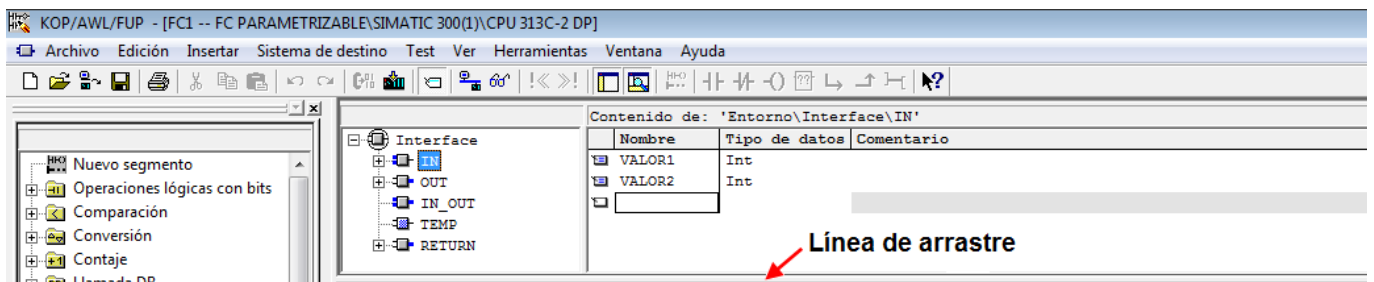 KOP/AWL/FUP - [FC1 -- FC PARAMETRIZABLE\SIMATIC 300(1)\CPU 313C-2 DP]
Archivo Edición Insertar Sistema de destino Test Ver Herramientas Ventana Ayuda
Contenido de: 'Entorno\Interface\IN'
Interface
IN
OUT
IN_OUT
TEMP
RETURN
Nombre Tipo de datos Comentario
VALOR1 Int
VALOR2 Int
Nuevo segmento
Operaciones lógicas con bits
Comparación
Conversión
Contaje
Línea de arrastre